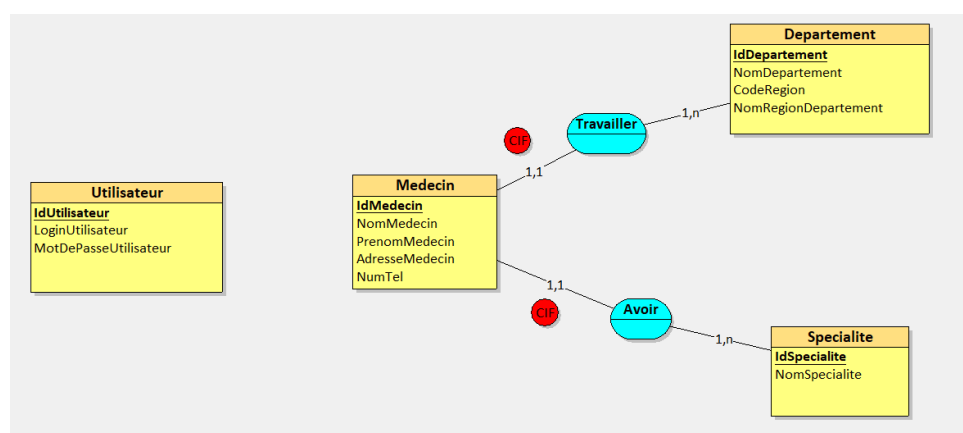 Departement
IdDepartement
NomDepartement
CodeRegion
NomRegionDepartement
1,n
Travailler
CIF
1,1
Utilisateur
IdUtilisateur
LoginUtilisateur
MotDePasseUtilisateur
Medecin
IdMedecin
NomMedecin
PrenomMedecin
AdresseMedecin
NumTel
1,1
CIF
Avoir
1,n
Specialite
IdSpecialite
NomSpecialite